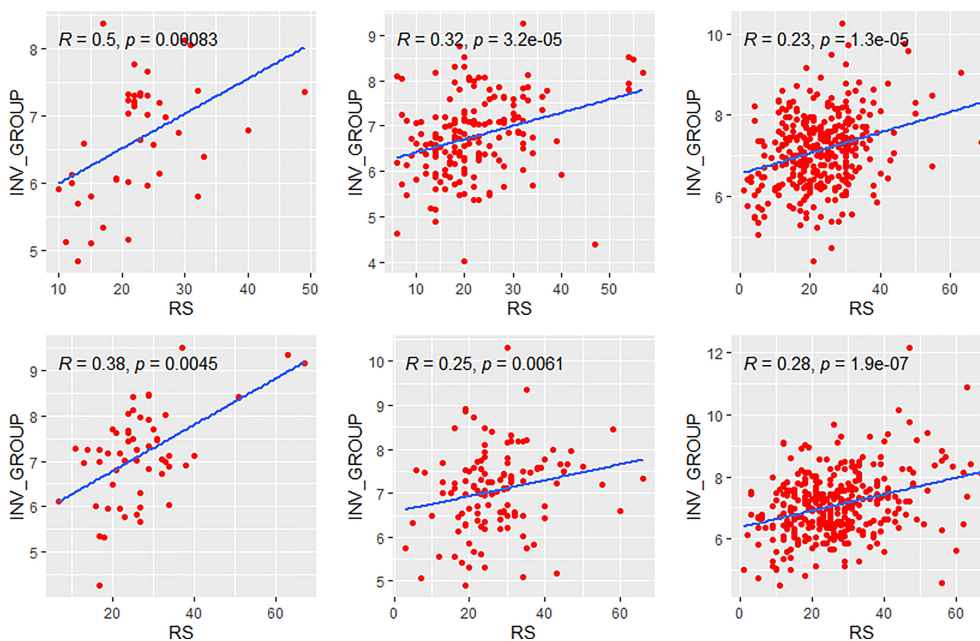 R = 0.5, p = 0.00083
8
7
6
5
INV_GROUP
10 20 30 40 50
RS
R = 0.32, p = 3.2e-05
9
8
7
6
5
4
INV_GROUP
10 20 30 40 50
RS
R = 0.23, p = 1.3e-05
10
8
6
INV_GROUP
0 20 40 60
RS
R = 0.38, p = 0.0045
9
8
7
6
5
INV_GROUP
20 40 60
RS
R = 0.25, p = 0.0061
10
9
8
7
6
5
INV_GROUP
0 20 40 60
RS
R = 0.28, p = 1.9e-07
12
10
8
6
INV_GROUP
0 20 40 60
RS